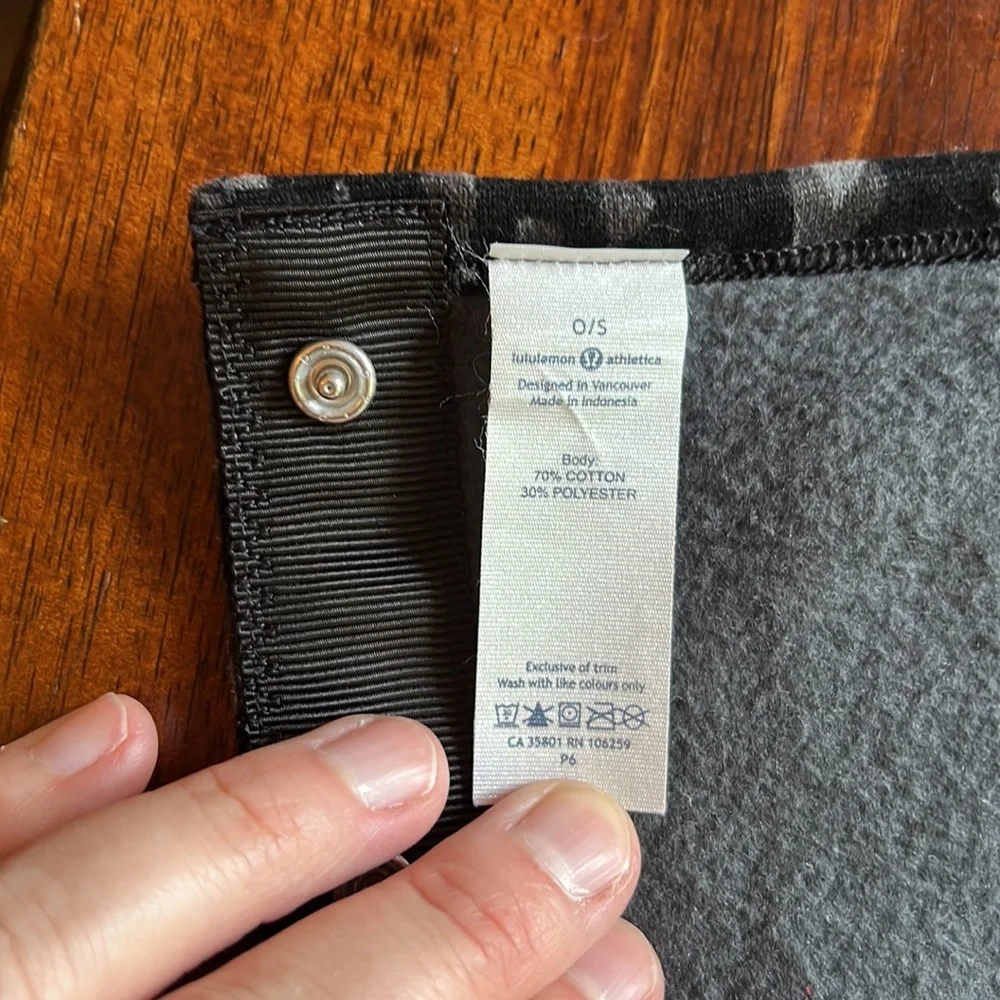 O/S
lululemon athletica
Designed in Vancouver
Made in Indonesia
Body
70% COTTON
30% POLYESTER
Exclusive of trim
Wash with like colours only
CA 35801 RN 106259
P6